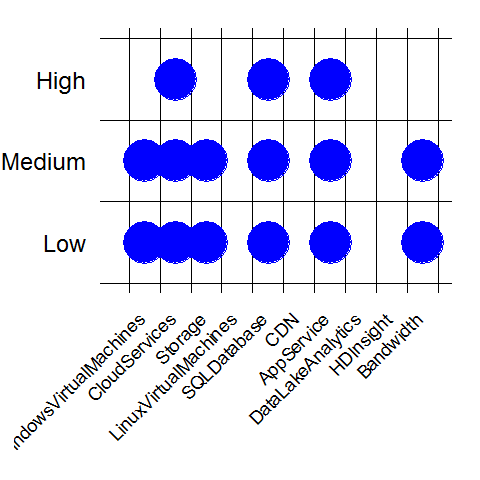 High
Medium
Low
ndowsVirtualMachines
CloudServices
Storage
LinuxVirtualMachines
SQLDatabase
CDN
AppService
DataLakeAnalytics
HDInsight
Bandwidth